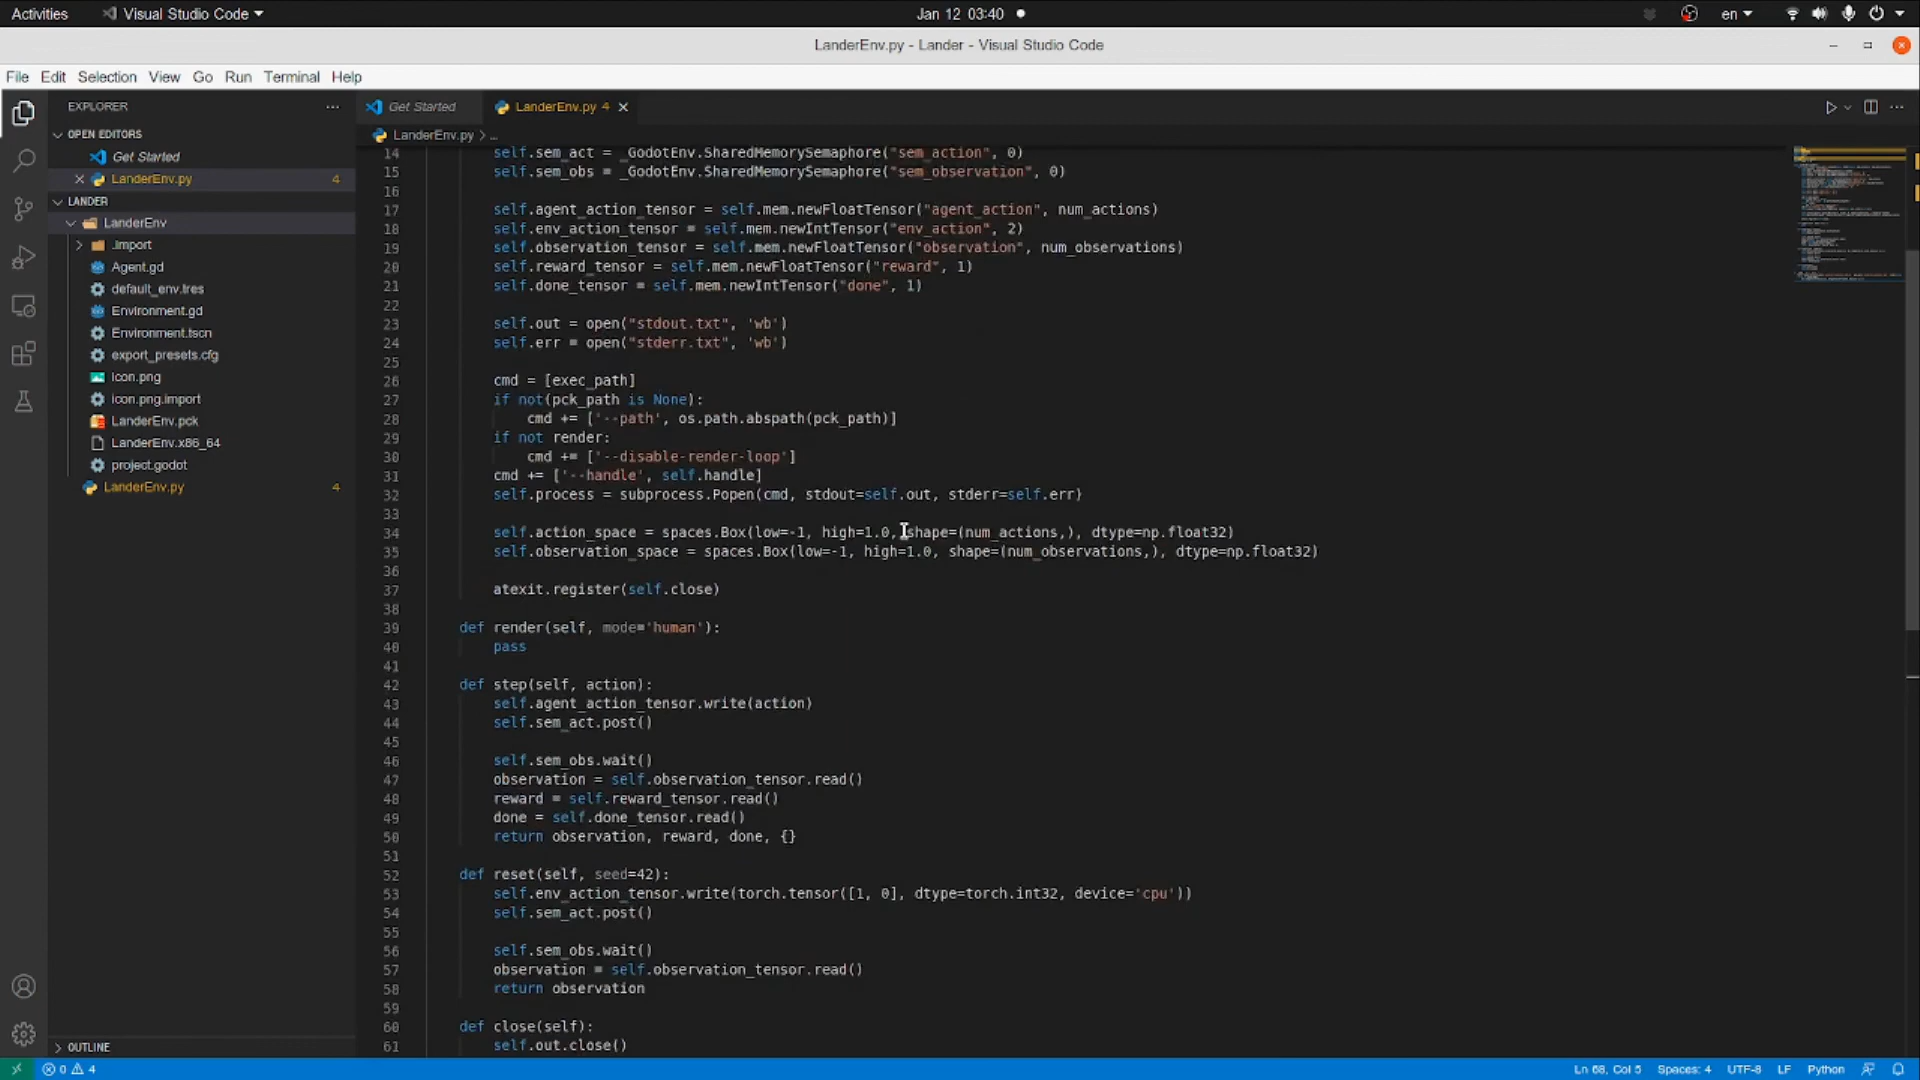 Activities
Visual Studio Code
Jan 12 03:40
en
LanderEnv.py - Lander - Visual Studio Code
File Edit Selection View Go Run Terminal Help
EXPLORER
OPEN EDITORS
Get Started
LanderEnv.py 4
LANDER
LanderEnv
.import
Agent.gd
default_env.tres
Environment.gd
Environment.tscn
export_presets.cfg
icon.png
icon.png.import
LanderEnv.pck
LanderEnv.x86_64
project.godot
LanderEnv.py 4
OUTLINE
Get Started
LanderEnv.py 4
LanderEnv.py > ...
14 self.sem_act = _GodotEnv.SharedMemorySemaphore("sem_action", 0)
15 self.sem_obs = _GodotEnv.SharedMemorySemaphore("sem_observation", 0)
16
17 self.agent_action_tensor = self.mem.newFloatTensor("agent_action", num_actions)
18 self.env_action_tensor = self.mem.newIntTensor("env_action", 2)
19 self.observation_tensor = self.mem.newFloatTensor("observation", num_observations)
20 self.reward_tensor = self.mem.newFloatTensor("reward", 1)
21 self.done_tensor = self.mem.newIntTensor("done", 1)
22
23 self.out = open("stdout.txt", 'wb')
24 self.err = open("stderr.txt", 'wb')
25
26 cmd = [exec_path]
27 if not(pck_path is None):
28 cmd += ['--path', os.path.abspath(pck_path)]
29 if not render:
30 cmd += ['--disable-render-loop']
31 cmd += ['--handle', self.handle]
32 self.process = subprocess.Popen(cmd, stdout=self.out, stderr=self.err)
33
34 self.action_space = spaces.Box(low=-1, high=1.0, shape=(num_actions,), dtype=np.float32)
35 self.observation_space = spaces.Box(low=-1, high=1.0, shape=(num_observations,), dtype=np.float32)
36
37 atexit.register(self.close)
38
39 def render(self, mode='human'):
40 pass
41
42 def step(self, action):
43 self.agent_action_tensor.write(action)
44 self.sem_act.post()
45
46 self.sem_obs.wait()
47 observation = self.observation_tensor.read()
48 reward = self.reward_tensor.read()
49 done = self.done_tensor.read()
50 return observation, reward, done, {}
51
52 def reset(self, seed=42):
53 self.env_action_tensor.write(torch.tensor([1, 0], dtype=torch.int32, device='cpu'))
54 self.sem_act.post()
55
56 self.sem_obs.wait()
57 observation = self.observation_tensor.read()
58 return observation
59
60 def close(self):
61 self.out.close()
0 4
Ln 68, Col 5 Spaces: 4 UTF-8 LF Python